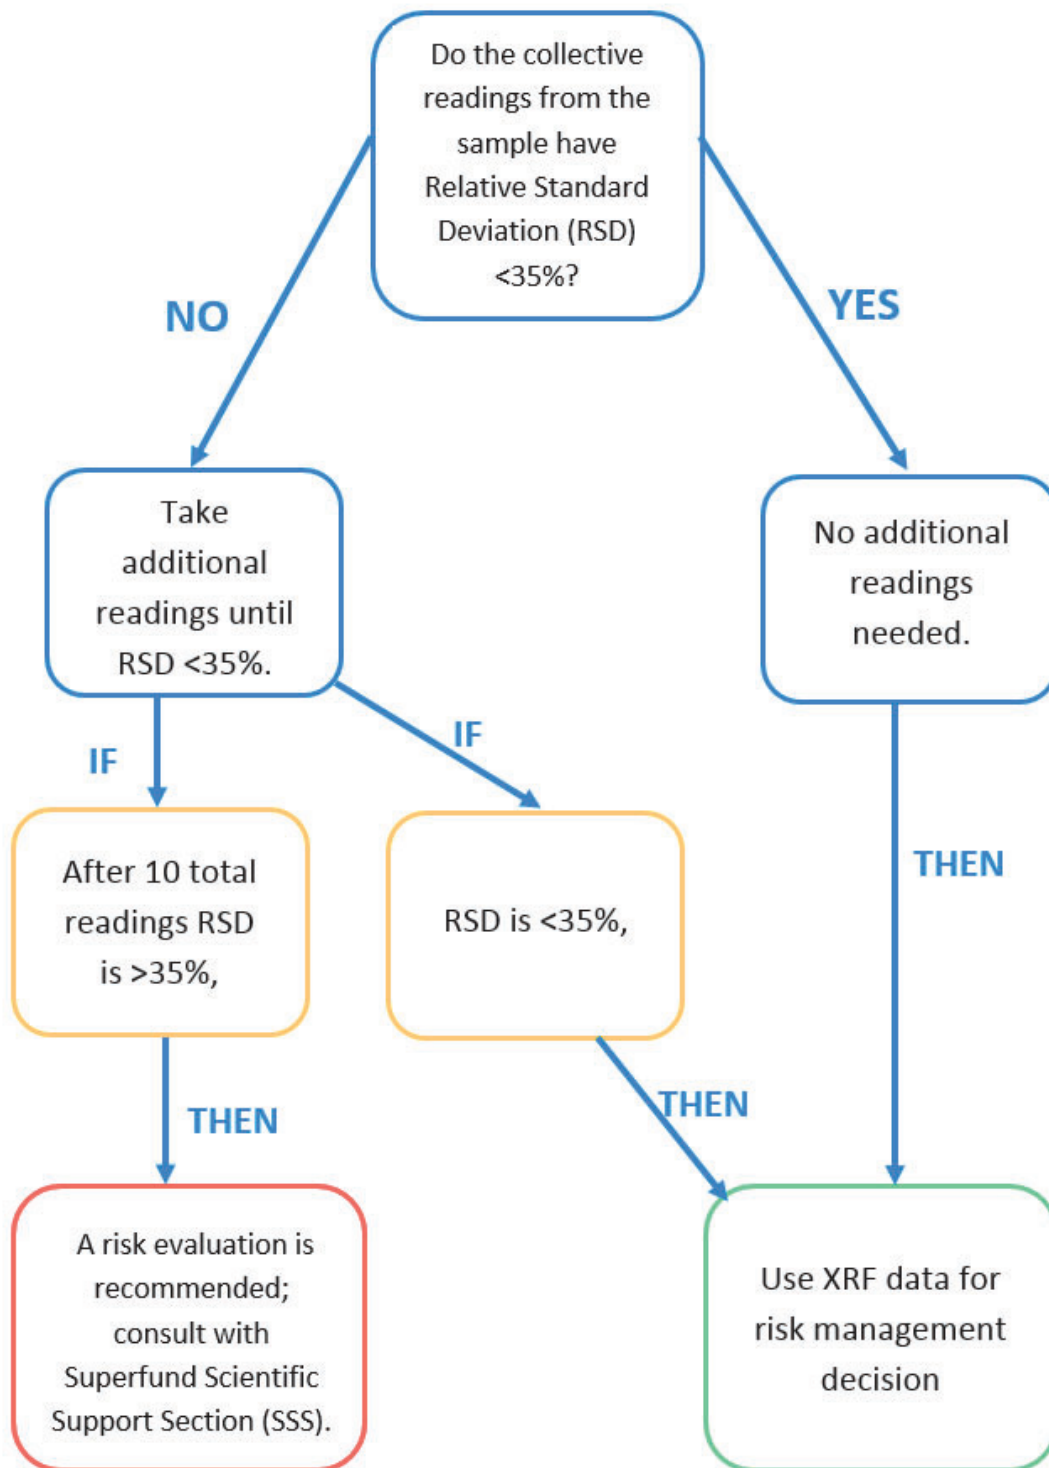 Do the collective
readings from the
sample have
Relative Standard
Deviation (RSD)
<35%?
NO
YES
Take
additional
readings until
RSD <35%.
No additional
readings
needed.
IF
IF
After 10 total
readings RSD
is >35%,
RSD is <35%,
THEN
THEN
THEN
A risk evaluation is
recommended;
consult with
Superfund Scientific
Support Section (SSS).
Use XRF data for
risk management
decision